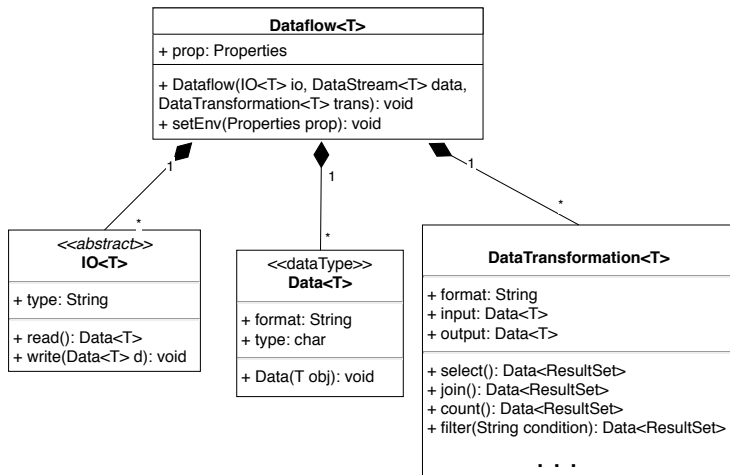 Dataflow<T>
+ prop: Properties
+ Dataflow(IO<T> io, DataStream<T> data,
DataTransformation<T> trans): void
+ setEnv(Properties prop): void
1
1
1
*
*
*
<<abstract>>
IO<T>
+ type: String
+ read(): Data<T>
+ write(Data<T> d): void
<<dataType>>
Data<T>
+ format: String
+ type: char
+ Data(T obj): void
DataTransformation<T>
+ format: String
+ input: Data<T>
+ output: Data<T>
+ select(): Data<ResultSet>
+ join(): Data<ResultSet>
+ count(): Data<ResultSet>
+ filter(String condition): Data<ResultSet>
. . .